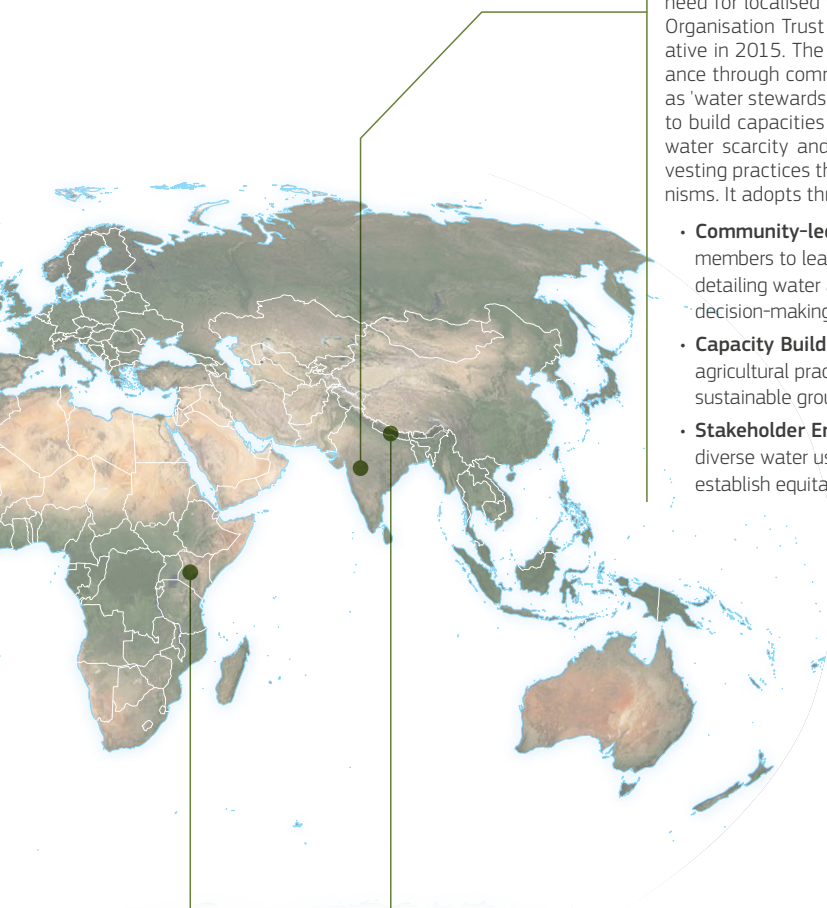 need for localised
Organisation Trust
ative in 2015. The
ance through comm
as 'water stewards
to build capacities
water scarcity and
vesting practices th
nisms. It adopts thr
• Community-led
members to lea
detailing water
decision-making
• Capacity Build
agricultural prac
sustainable grou
• Stakeholder En
diverse water us
establish equita